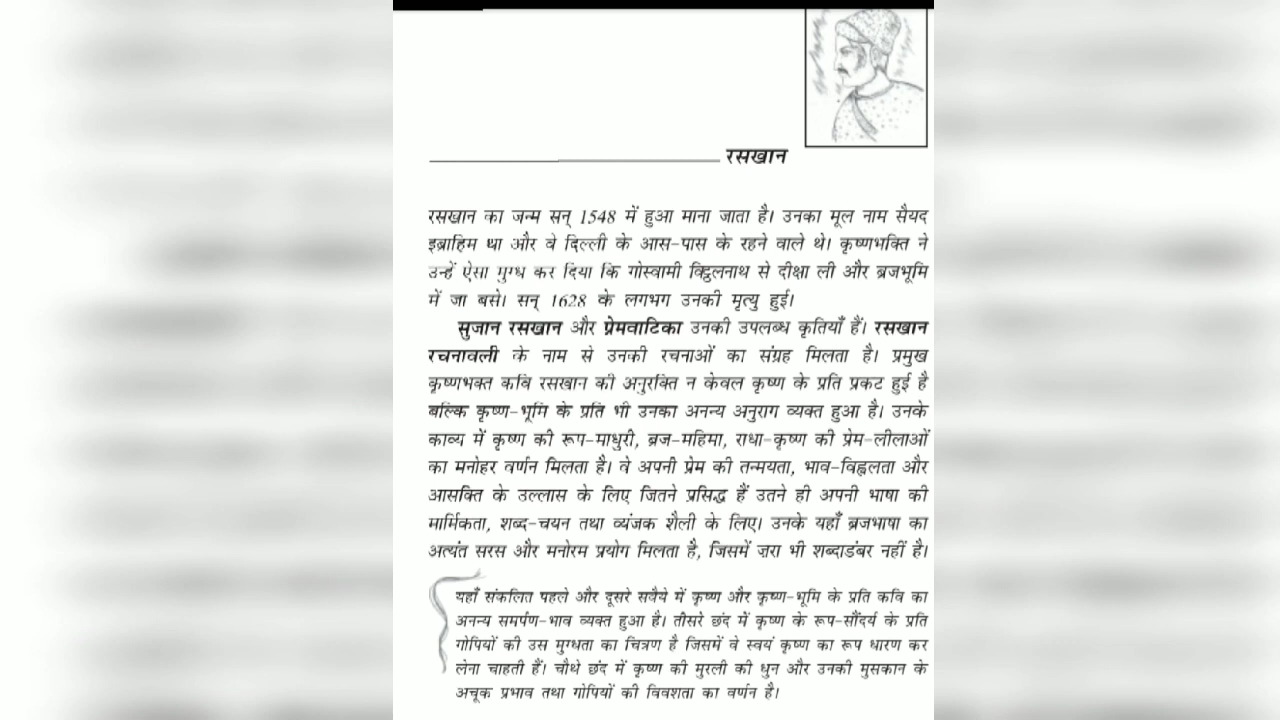 रसखान
रसखान का जन्म सन् 1548 में हुआ माना जाता है। उनका मूल नाम सैयद
इब्राहिम था और वे दिल्ली के आस-पास के रहने वाले थे। कृष्णभक्ति ने
उन्हें ऐसा मुग्ध कर दिया कि गोस्वामी विट्ठलनाथ से दीक्षा ली और ब्रजभूमि
में जा बसे। सन् 1628 के लगभग उनकी मृत्यु हुई।
सुजान रसखान और प्रेमवाटिका उनकी उपलब्ध कृतियाँ हैं। रसखान
रचनावली के नाम से उनकी रचनाओं का संग्रह मिलता है। प्रमुख
कृष्णभक्त कवि रसखान की अनुरक्ति न केवल कृष्ण के प्रति प्रकट हुई है
बल्कि कृष्ण-भूमि के प्रति भी उनका अनन्य अनुराग व्यक्त हुआ है। उनके
काव्य में कृष्ण की रूप-माधुरी, ब्रज-महिमा, राधा-कृष्ण की प्रेम-लीलाओं
का मनोहर वर्णन मिलता है। वे अपनी प्रेम की तन्मयता, भाव-विह्वलता और
आसक्ति के उल्लास के लिए जितने प्रसिद्ध हैं उतने ही अपनी भाषा की
मार्मिकता, शब्द-चयन तथा व्यंजक शैली के लिए। उनके यहाँ ब्रजभाषा का
अत्यंत सरस और मनोरम प्रयोग मिलता है, जिसमें ज़रा भी शब्दाडंबर नहीं है।
यहाँ संकलित पहले और दूसरे सवैये में कृष्ण और कृष्ण-भूमि के प्रति कवि का
अनन्य समर्पण-भाव व्यक्त हुआ है। तीसरे छंद में कृष्ण के रूप-सौंदर्य के प्रति
गोपियों की उस मुग्धता का चित्रण है जिसमें वे स्वयं कृष्ण का रूप धारण कर
लेना चाहती हैं। चौथे छंद में कृष्ण की मुरली की धुन और उनकी मुसकान के
अचूक प्रभाव तथा गोपियों की विवशता का वर्णन है।